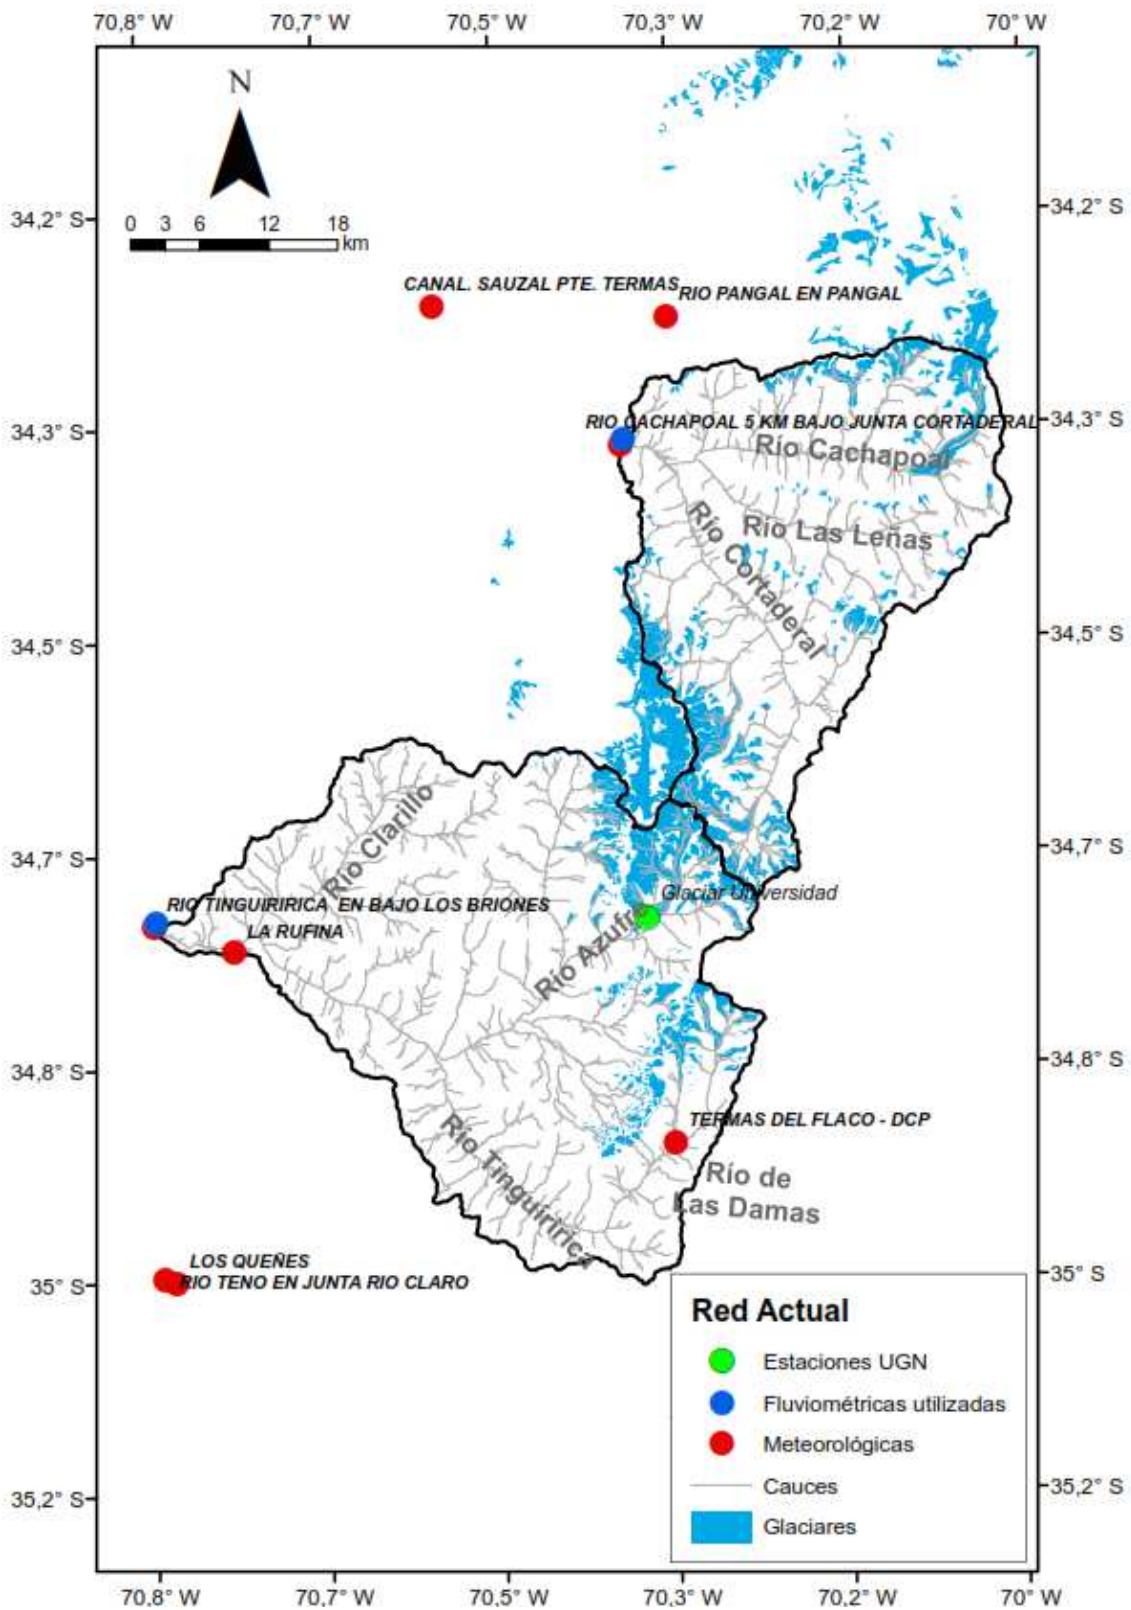 70,8° W 70,7° W 70,5° W 70,3° W 70,2° W 70° W
N
0 3 6 12 18
km
34,2° S 34,2° S
CANAL. SAUZAL PTE. TERMAS
RIO PANGAL EN PANGAL
RIO CACHAPOAL 5 KM BAJO JUNTA CORTADERAL
34,3° S 34,3° S
Río Cachapoal
Río Las Leñas
Río Cortaderal
34,5° S 34,5° S
Río Clarillo
34,7° S 34,7° S
Glaciar Universidad
RIO TINGUIRIRICA EN BAJO LOS BRIONES
LA RUFINA
Río Azufre
34,8° S 34,8° S
TERMAS DEL FLACO - DCP
Río Tinguiririca
Río de
Las Damas
LOS QUEÑES
RIO TENO EN JUNTA RIO CLARO
35° S 35° S
Red Actual
Estaciones UGN
Fluviométricas utilizadas
Meteorológicas
Cauces
Glaciares
35,2° S 35,2° S
70,8° W 70,7° W 70,5° W 70,3° W 70,2° W 70° W